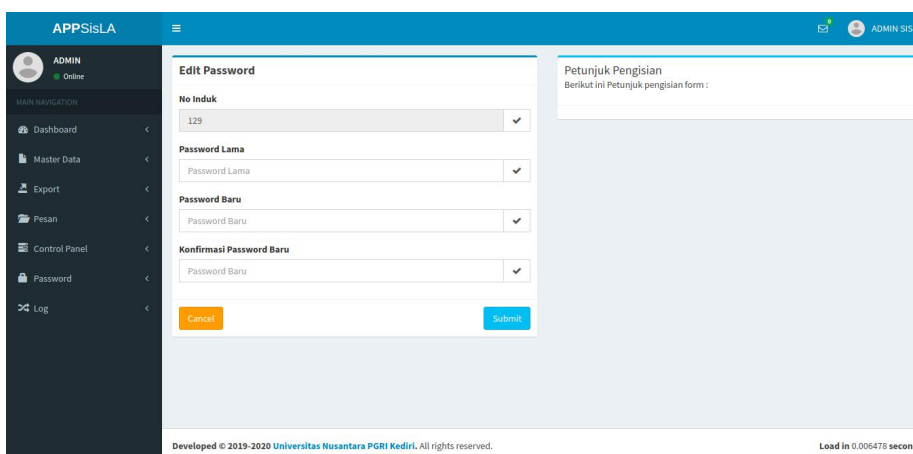 APPSisLA
0
ADMIN SIS
ADMIN
Online
MAIN NAVIGATION
Dashboard
Master Data
Export
Pesan
Control Panel
Password
Log
Edit Password
No Induk
129
Password Lama
Password Lama
Password Baru
Password Baru
Konfirmasi Password Baru
Password Baru
Cancel
Submit
Petunjuk Pengisian
Berikut ini Petunjuk pengisian form :
Developed © 2019-2020 Universitas Nusantara PGRI Kediri. All rights reserved.
Load in 0.006478 secon